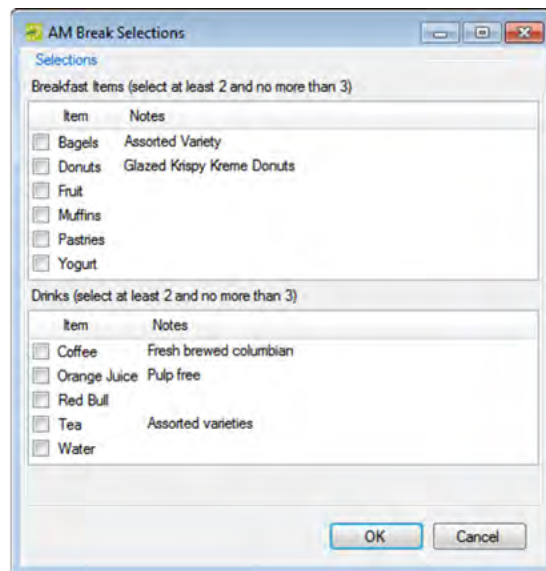 AM Break Selections
Selections
Breakfast Items (select at least 2 and no more than 3)
Item Notes
Bagels Assorted Variety
Donuts Glazed Krispy Kreme Donuts
Fruit
Muffins
Pastries
Yogurt
Drinks (select at least 2 and no more than 3)
Item Notes
Coffee Fresh brewed columbian
Orange Juice Pulp free
Red Bull
Tea Assorted varieties
Water
OK Cancel